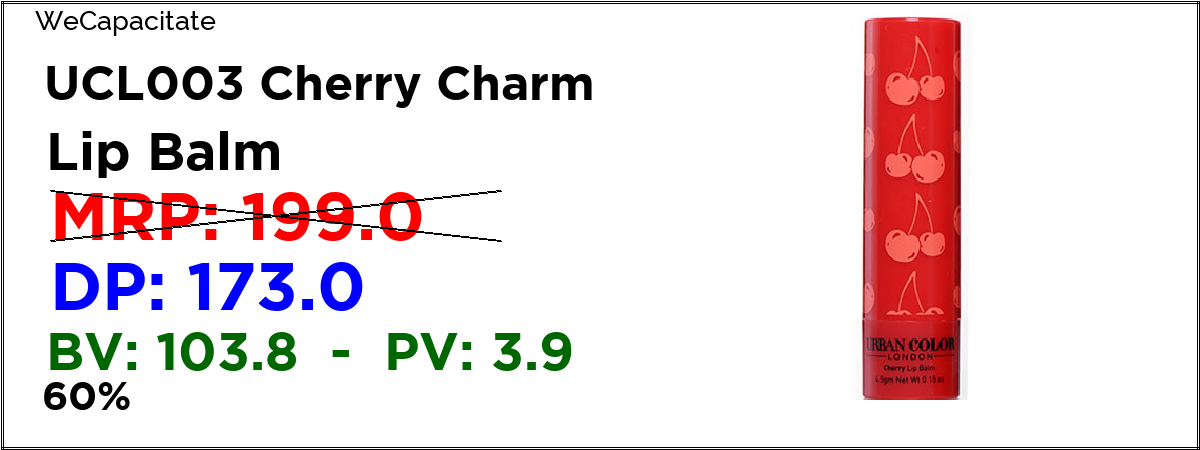 WeCapacitate
UCL003 Cherry Charm
Lip Balm
MRP: 199.0
DP: 173.0
BV: 103.8 - PV: 3.9
60%
URBAN COLOR
LONDON
Cherry Lip Balm
4.5gm Net Wt 0.15 oz